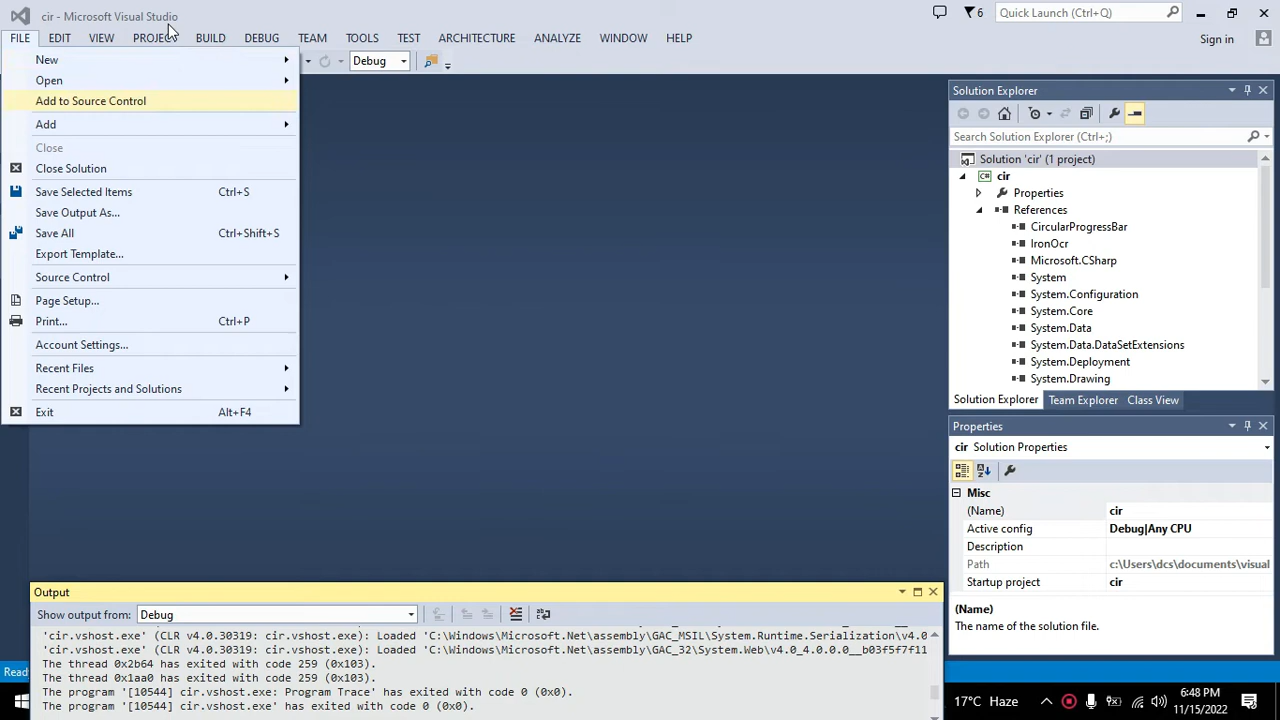 cir - Microsoft Visual Studio
6
Quick Launch (Ctrl+Q)
FILE EDIT VIEW PROJECT BUILD DEBUG TEAM TOOLS TEST ARCHITECTURE ANALYZE WINDOW HELP
Sign in
Debug
New
Open
Add to Source Control
Add
Close
Close Solution
Save Selected Items Ctrl+S
Save Output As...
Save All Ctrl+Shift+S
Export Template...
Source Control
Page Setup...
Print... Ctrl+P
Account Settings...
Recent Files
Recent Projects and Solutions
Exit Alt+F4
Solution Explorer
Search Solution Explorer (Ctrl+;)
Solution 'cir' (1 project)
C# cir
Properties
References
CircularProgressBar
IronOcr
Microsoft.CSharp
System
System.Configuration
System.Core
System.Data
System.Data.DataSetExtensions
System.Deployment
System.Drawing
Solution Explorer Team Explorer Class View
Properties
cir Solution Properties
Misc
(Name) cir
Active config Debug|Any CPU
Description
Path c:\Users\dcs\documents\visual
Startup project cir
(Name)
The name of the solution file.
Output
Show output from: Debug
'cir.vshost.exe' (CLR v4.0.30319: cir.vshost.exe): Loaded 'C:\Windows\Microsoft.Net\assembly\GAC_MSIL\System.Runtime.Serialization\v4.0
'cir.vshost.exe' (CLR v4.0.30319: cir.vshost.exe): Loaded 'C:\Windows\Microsoft.Net\assembly\GAC_32\System.Web\v4.0_4.0.0.0__b03f5f7f11
The thread 0x2b64 has exited with code 259 (0x103).
The thread 0x1aa0 has exited with code 259 (0x103).
The program '[10544] cir.vshost.exe: Program Trace' has exited with code 0 (0x0).
The program '[10544] cir.vshost.exe' has exited with code 0 (0x0).
Ready
17°C Haze
6:48 PM
11/15/2022